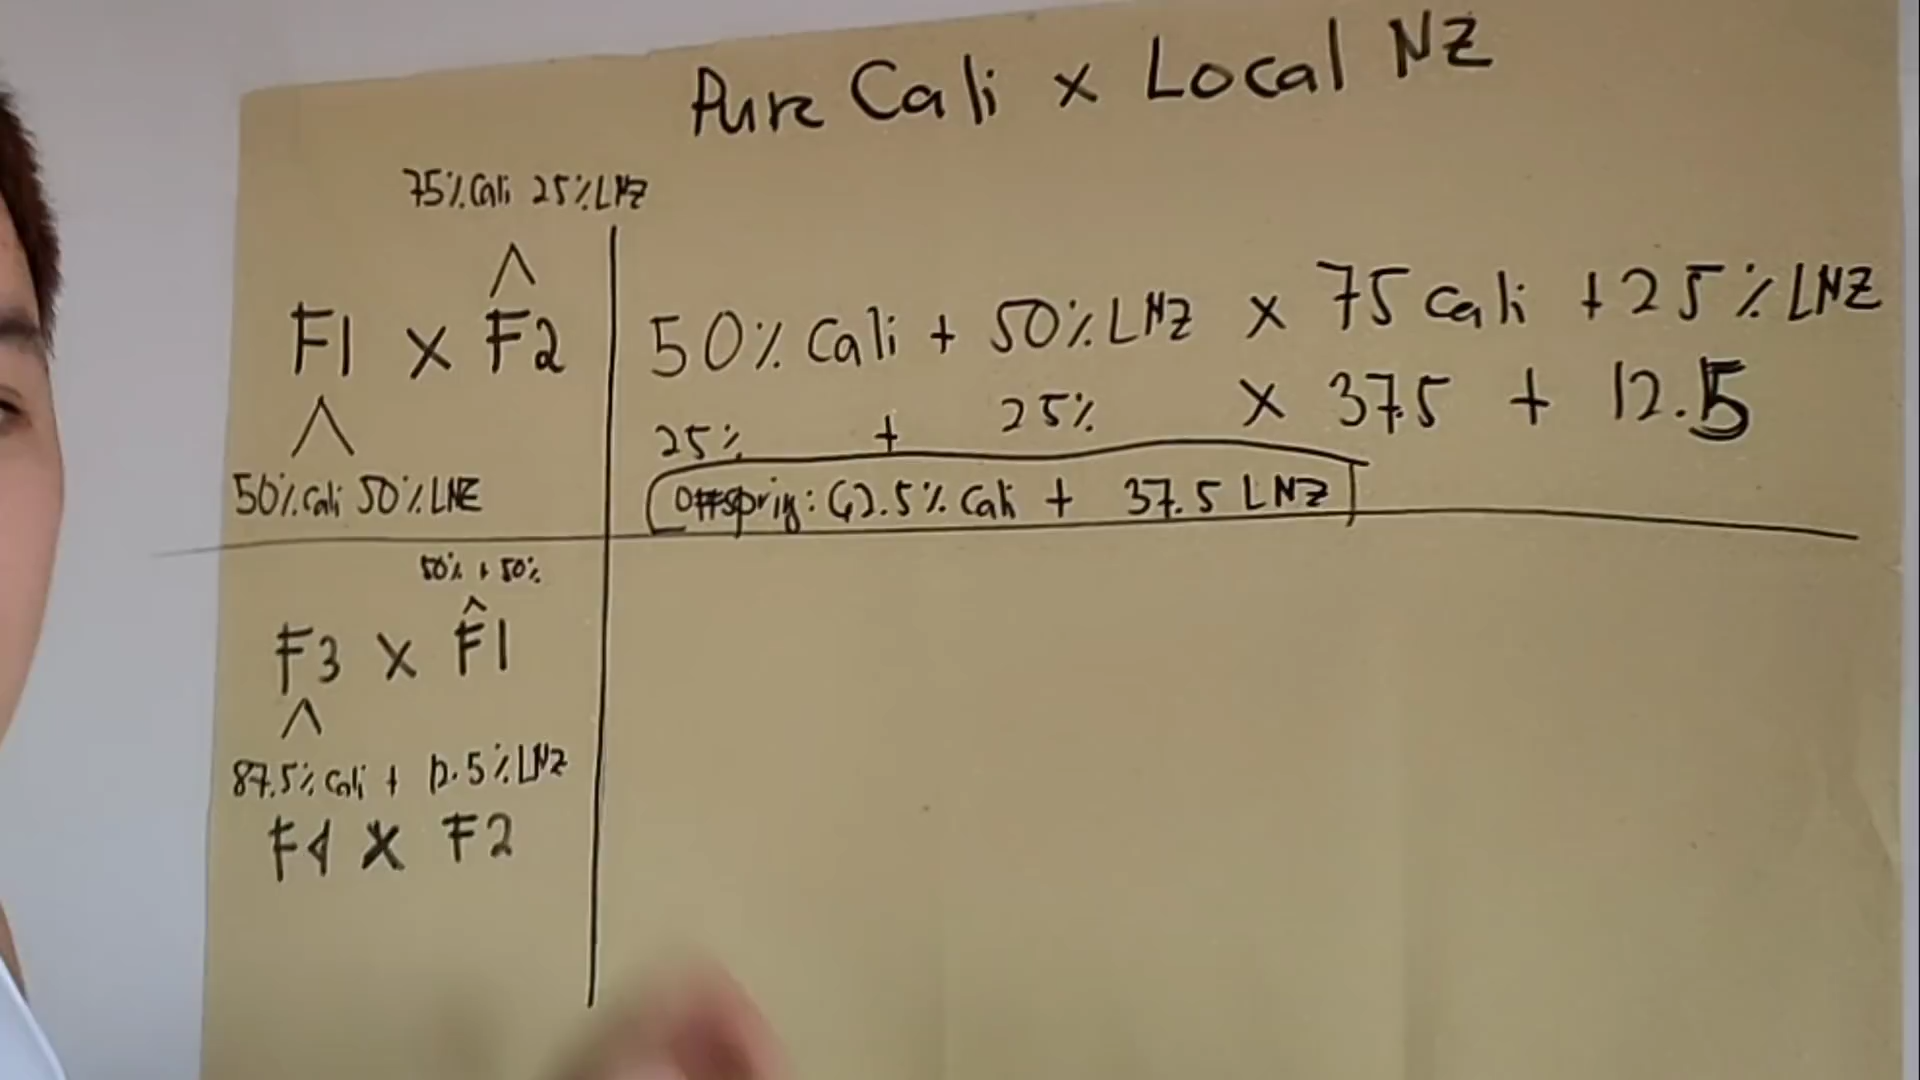 Pure Cali x Local NZ
75% Cali 25% LNZ
F1 x F2
50% Cali 50% LNZ
50% Cali + 50% LNZ x 75 Cali + 25% LNZ
25% + 25% x 37.5 + 12.5
Offsprig: 62.5% Cali + 37.5 LNZ
50% + 50%
F3 x F1
87.5% Cali + 12.5% LNZ
F4 x F2